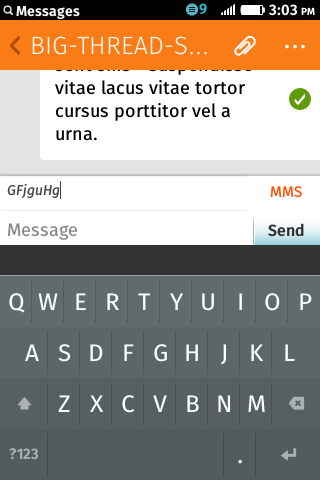 Messages 9 3:03 PM
BIG-THREAD-S...
vitae lacus vitae tortor
cursus porttitor vel a
urna.
GFjguHg MMS
Message Send
Q W E R T Y U I O P
A S D F G H J K L
Z X C V B N M
?123 .